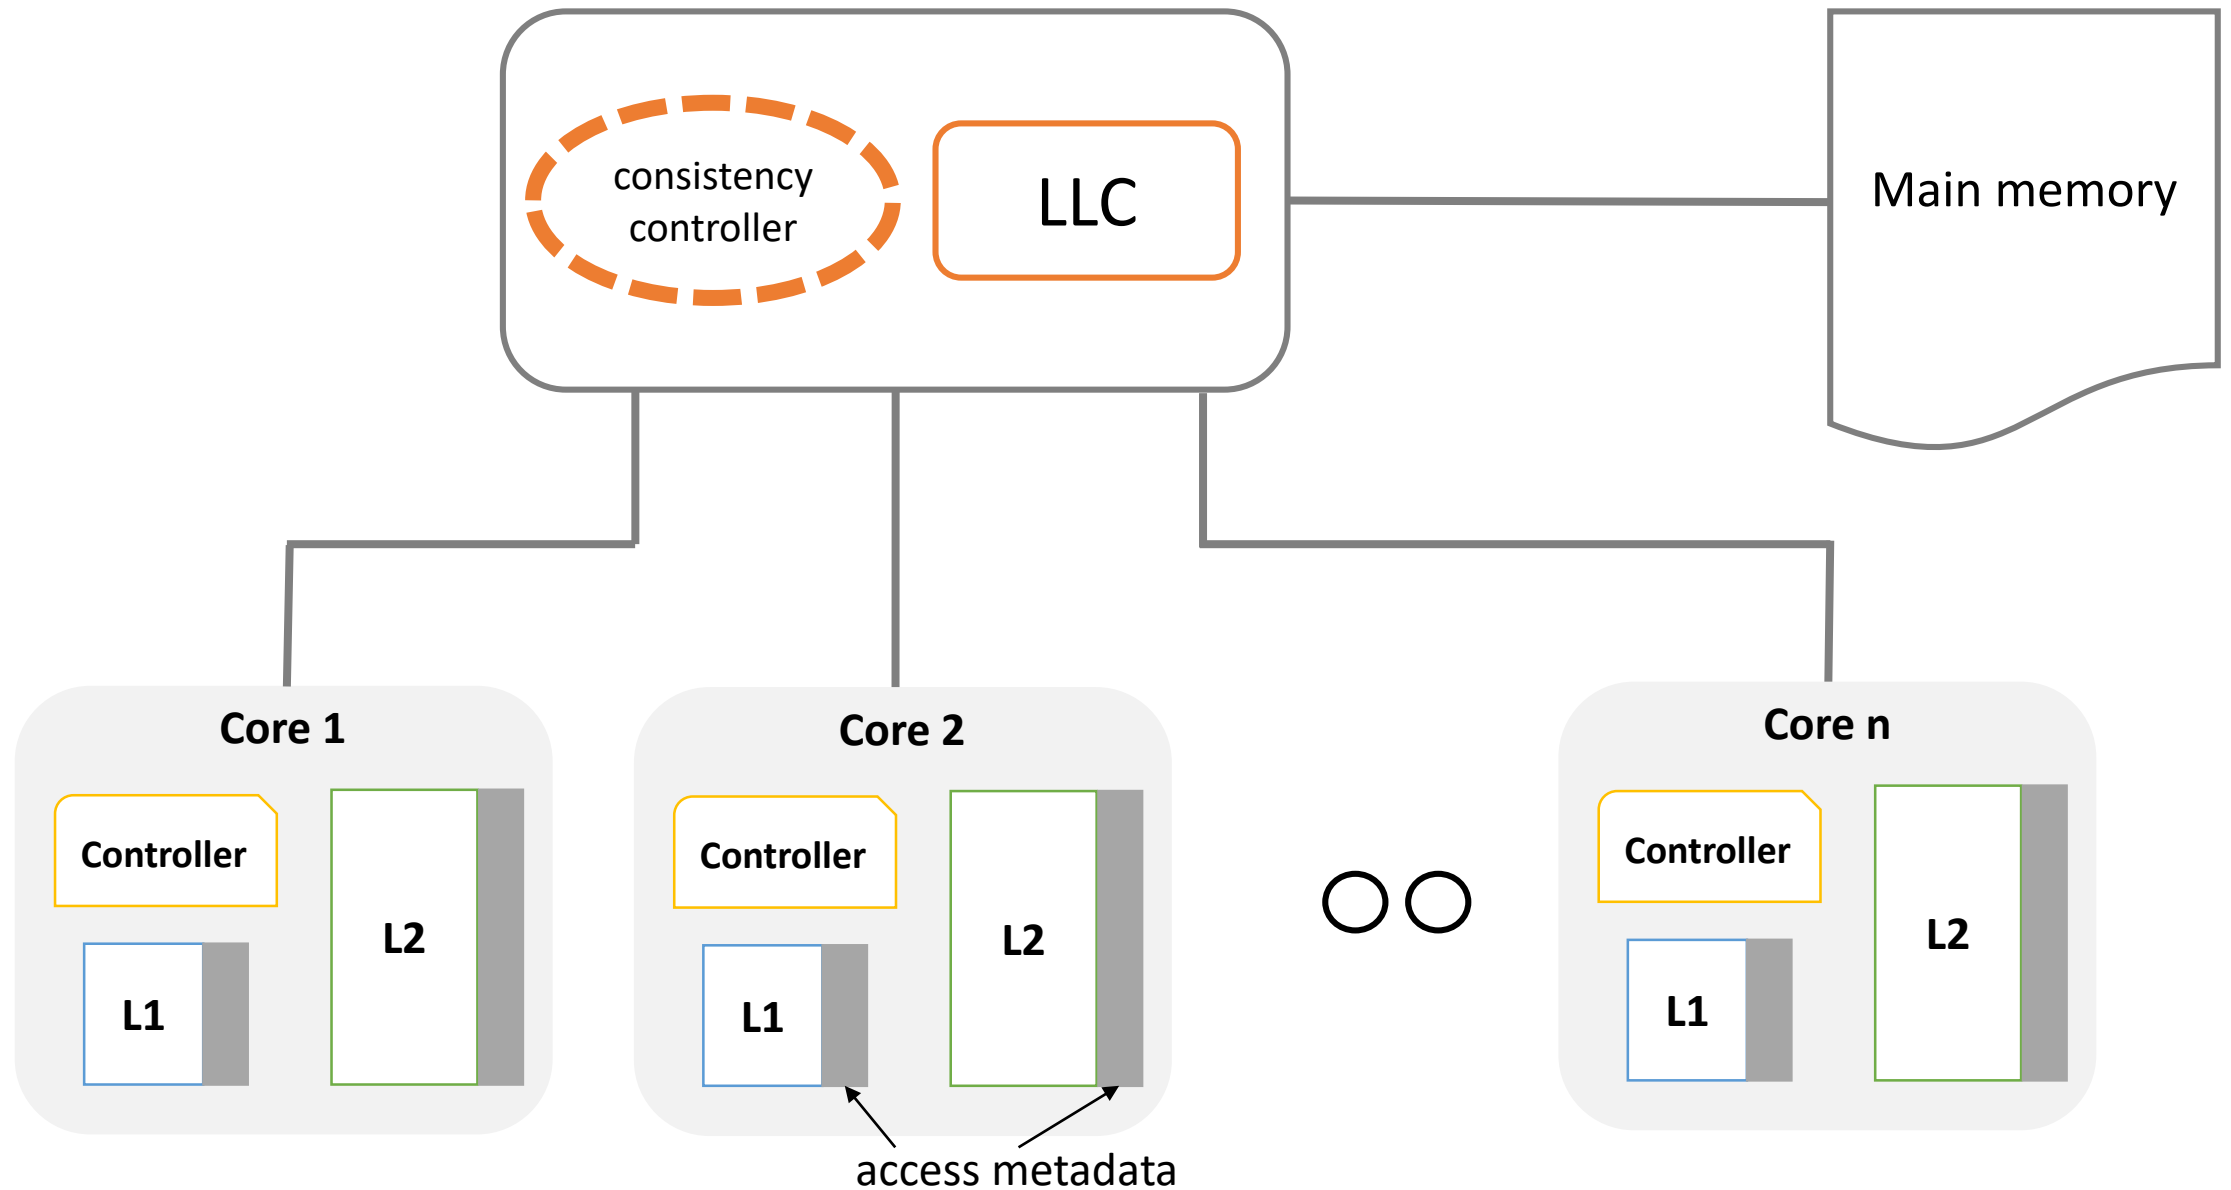 consistency
controller
LLC
Main memory
Core 1
Controller
L2
L1
Core 2
Controller
L2
L1
Core n
Controller
L2
L1
access metadata